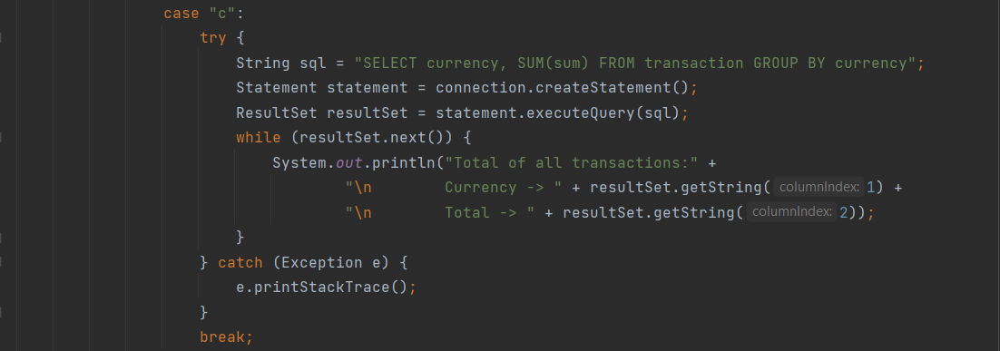 case "c":
try {
String sql = "SELECT currency, SUM(sum) FROM transaction GROUP BY currency";
Statement statement = connection.createStatement();
ResultSet resultSet = statement.executeQuery(sql);
while (resultSet.next()) {
System.out.println("Total of all transactions:" +
"\n        Currency -> " + resultSet.getString( columnIndex: 1) +
"\n        Total -> " + resultSet.getString( columnIndex: 2));
}
} catch (Exception e) {
e.printStackTrace();
}
break;